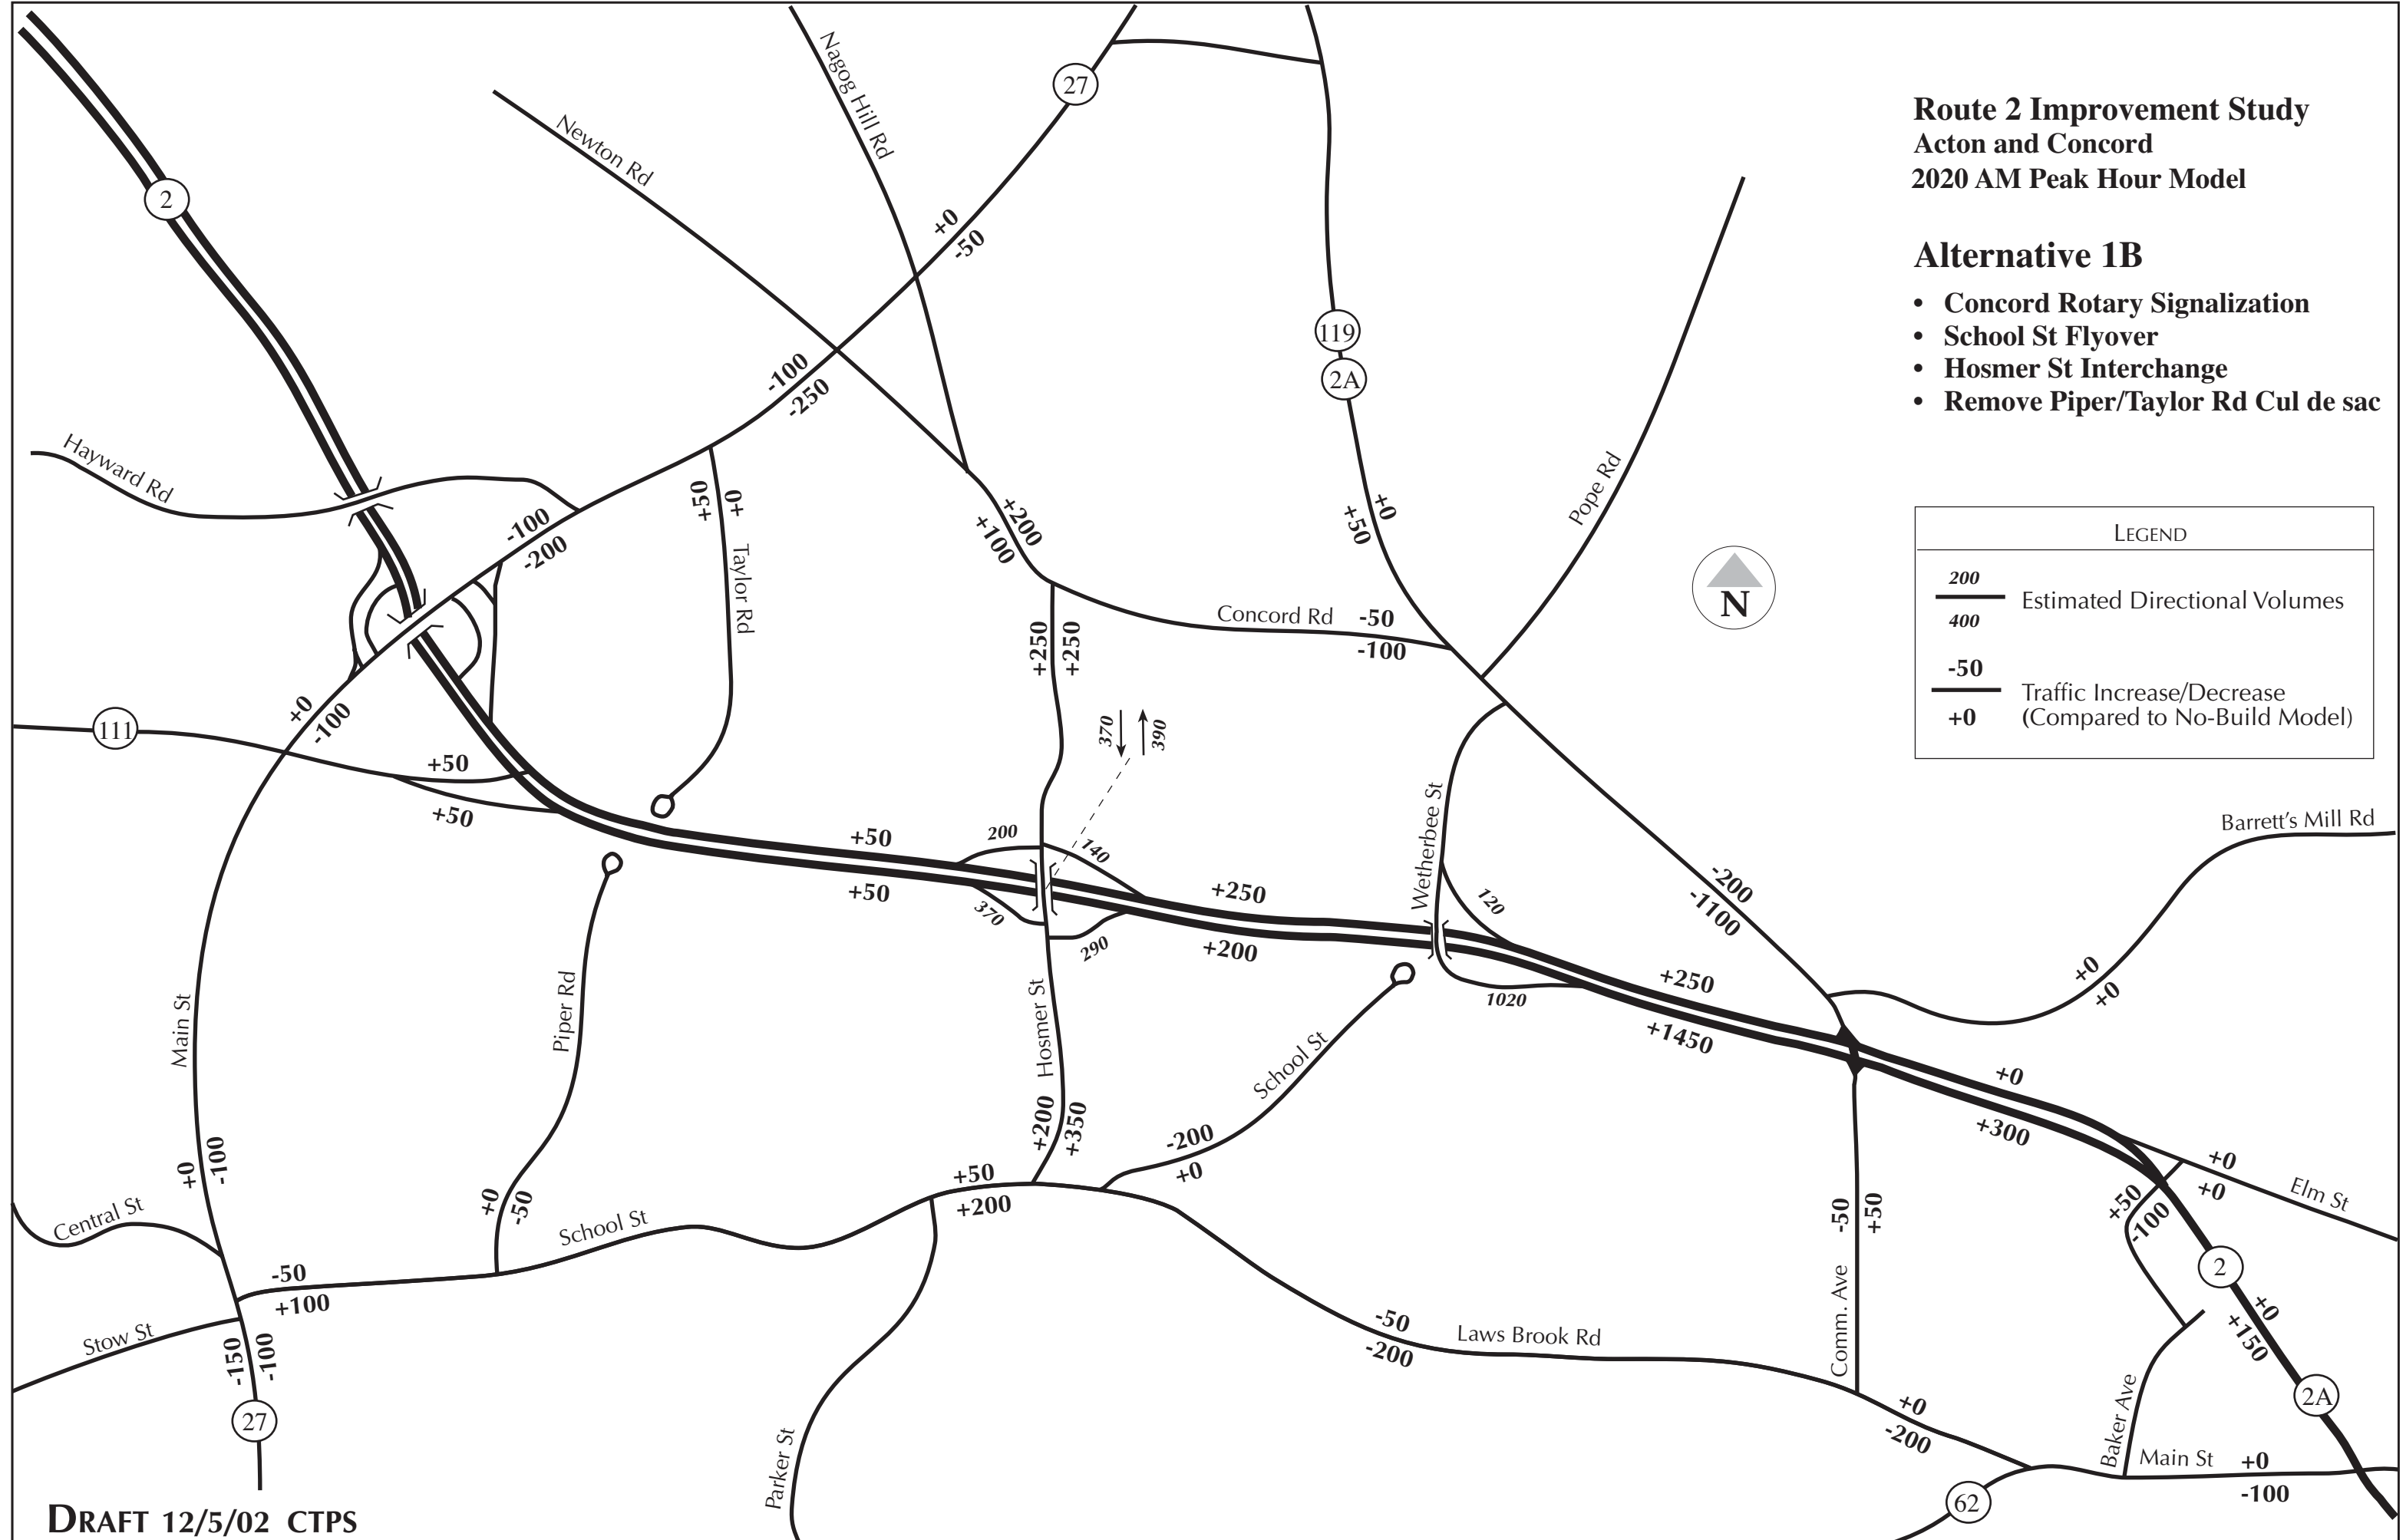 Route 2 Improvement Study
Acton and Concord
2020 AM Peak Hour Model
Alternative 1B
• Concord Rotary Signalization
• School St Flyover
• Hosmer St Interchange
• Remove Piper/Taylor Rd Cul de sac
LEGEND
200
400
Estimated Directional Volumes
-50
+0
Traffic Increase/Decrease
(Compared to No-Build Model)
N
2
Nagog Hill Rd
27
Newton Rd
+0
-50
119
2A
-100
-250
Hayward Rd
-100
-200
+50
+0
Taylor Rd
+200
+100
+50
+0
Pope Rd
Concord Rd
-50
-100
+250
+250
+0
-100
111
+50
+50
370
390
Wetherbee St
Barrett's Mill Rd
+50
+50
200
140
370
290
+250
+200
120
1020
-200
-1100
+250
+1450
+0
+0
Main St
Piper Rd
Hosmer St
School St
+0
+300
+0
-100
+0
-50
+200
+350
-200
+0
+50
+200
-50
+50
+0
+0
Elm St
+50
-100
Central St
School St
-50
+100
Stow St
-150
-100
27
2
+0
+150
-50
-200
Laws Brook Rd
Comm. Ave
2A
+0
-200
Baker Ave
Main St
+0
-100
Parker St
62
DRAFT 12/5/02 CTPS